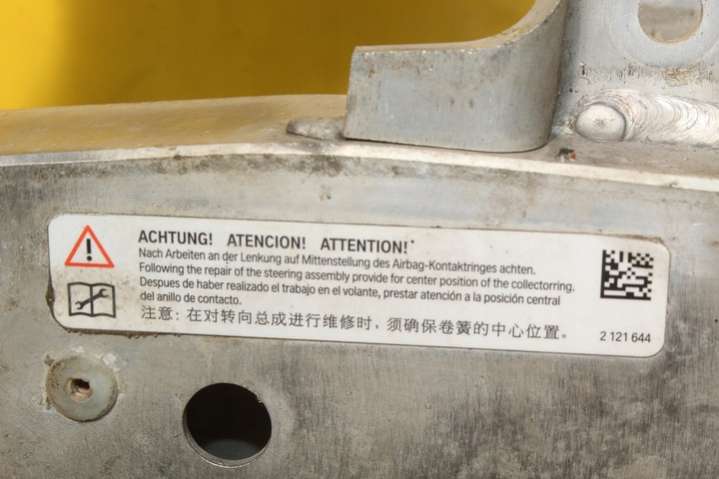 ACHTUNG! ATENCION! ATTENTION!
Nach Arbeiten an der Lenkung auf Mittenstellung des Airbag-Kontaktringes achten.
Following the repair of the steering assembly provide for center position of the collectorring.
Despues de haber realizado el trabajo en el volante, prestar atención a la posición central
del anillo de contacto.
注意: 在对转向总成进行维修时, 须确保卷簧的中心位置。
2 121 644